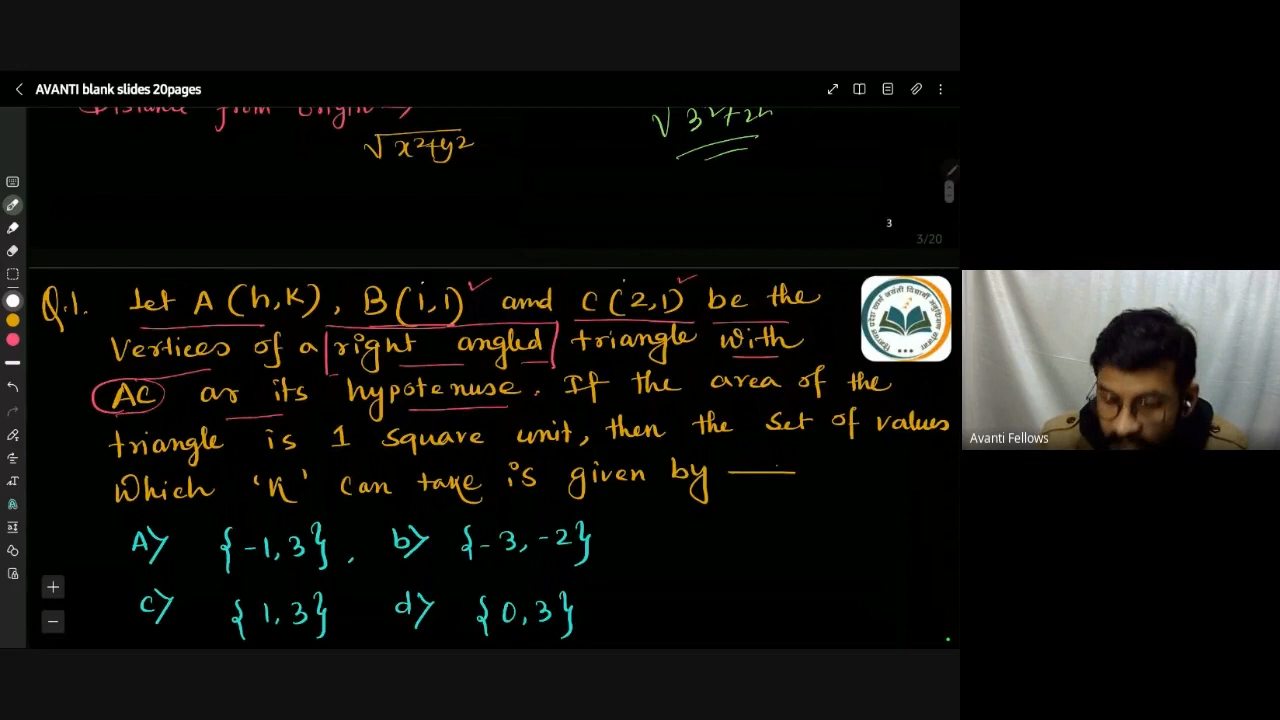 AVANTI blank slides 20pages
Distance from origin →
√x²+y²
3
3/20
Q.1. Let A (h,K), B(1,1) and C(2,1) be the
Vertices of a right angled triangle with
AC as its hypotenuse. If the area of the
triangle is 1 square unit, then the set of values
Which 'K' can take is given by ——
A) {-1,3}, b) {-3,-2}
c) {1,3} d) {0,3}
Avanti Fellows